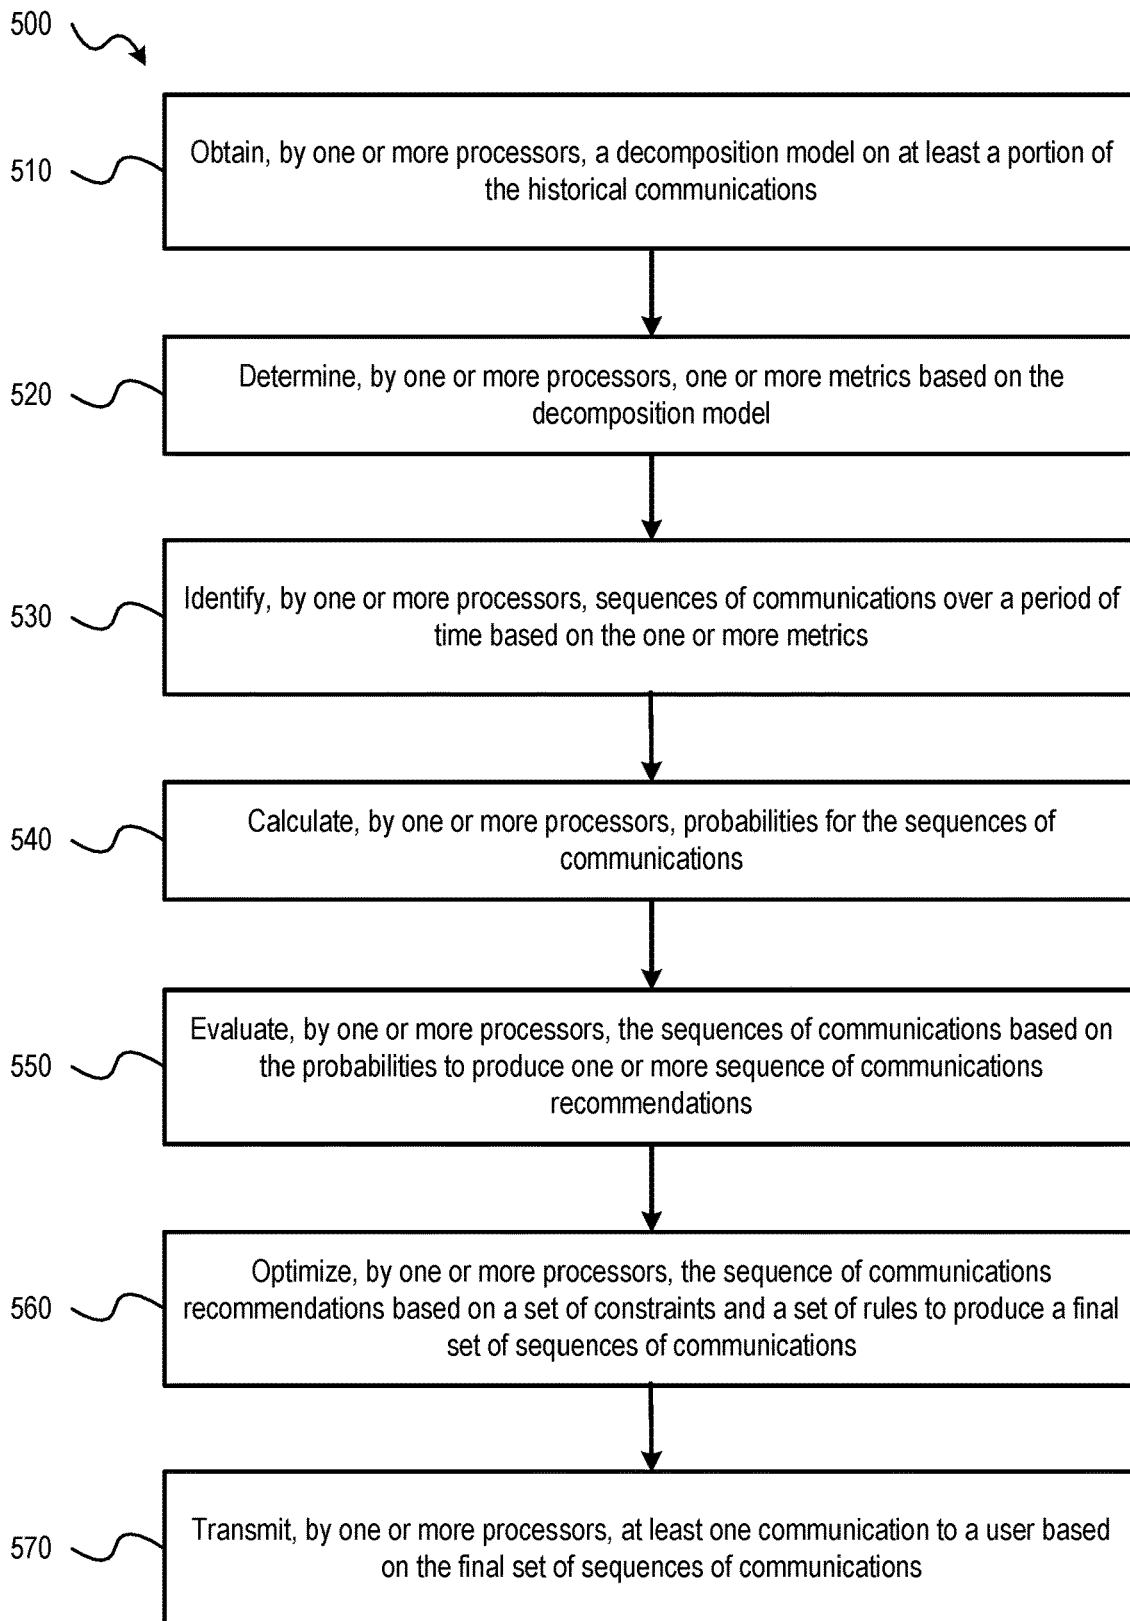 500
510
Obtain, by one or more processors, a decomposition model on at least a portion of
the historical communications
520
Determine, by one or more processors, one or more metrics based on the
decomposition model
530
Identify, by one or more processors, sequences of communications over a period of
time based on the one or more metrics
540
Calculate, by one or more processors, probabilities for the sequences of
communications
550
Evaluate, by one or more processors, the sequences of communications based on
the probabilities to produce one or more sequence of communications
recommendations
560
Optimize, by one or more processors, the sequence of communications
recommendations based on a set of constraints and a set of rules to produce a final
set of sequences of communications
570
Transmit, by one or more processors, at least one communication to a user based
on the final set of sequences of communications